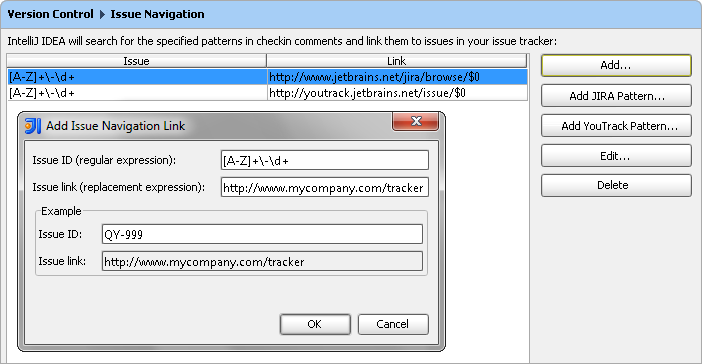 Version Control ▸ Issue Navigation
IntelliJ IDEA will search for the specified patterns in checkin comments and link them to issues in your issue tracker:
Issue Link
[A-Z]+\-\d+ http://www.jetbrains.net/jira/browse/$0
[A-Z]+\-\d+ http://youtrack.jetbrains.net/issue/$0
Add...
Add JIRA Pattern...
Add YouTrack Pattern...
Edit...
Delete
Add Issue Navigation Link
Issue ID (regular expression): [A-Z]+\-\d+
Issue link (replacement expression): http://www.mycompany.com/tracker
Example
Issue ID: QY-999
Issue link: http://www.mycompany.com/tracker
OK Cancel